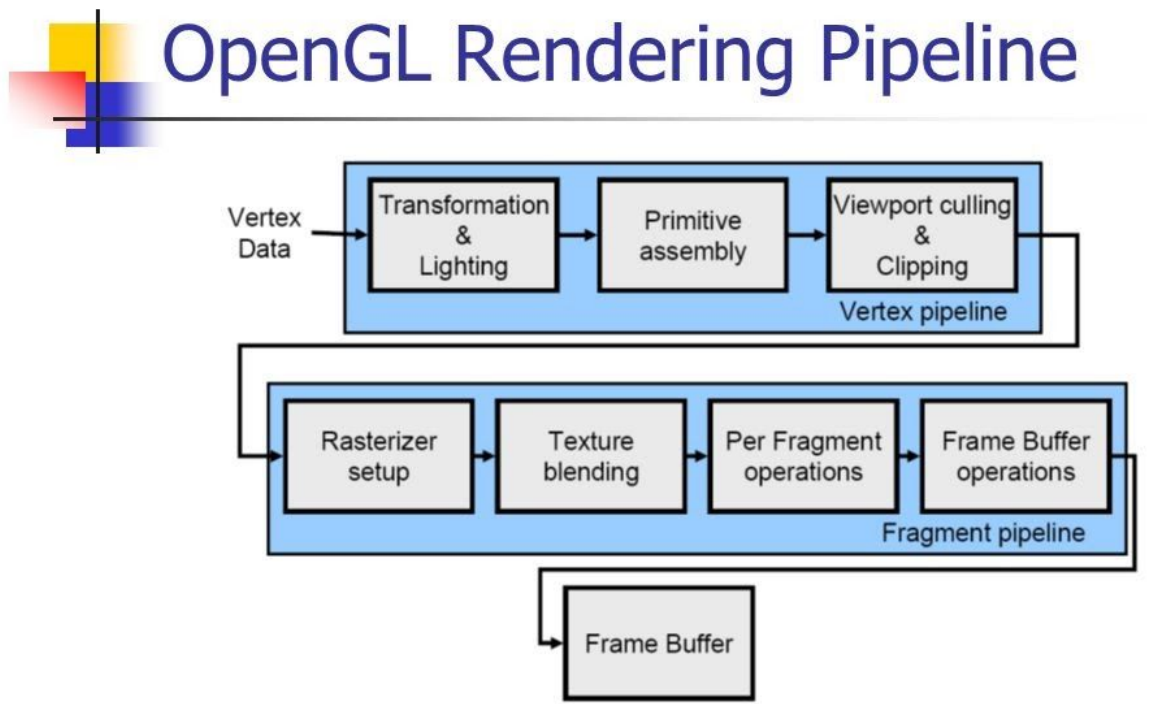 OpenGL Rendering Pipeline
Vertex
Data
Transformation
&
Lighting
Primitive
assembly
Viewport culling
&
Clipping
Vertex pipeline
Rasterizer
setup
Texture
blending
Per Fragment
operations
Frame Buffer
operations
Fragment pipeline
Frame Buffer